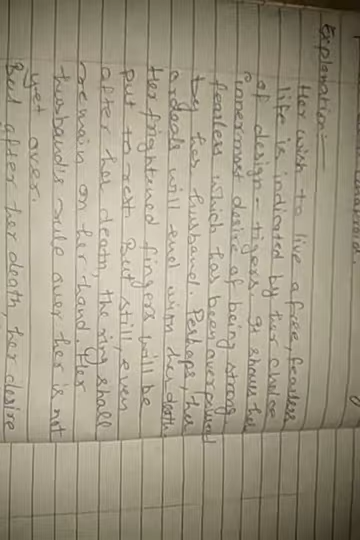 Explanation:-
Her wish to live a free, fearless
life is indicated by her choice
of design - tigers. It shows her
innermost desire of being strong
fearless which has been overpowered
by her husband. Perhaps, her
ordeals will end with her death.
Her frightened fingers will be
put to rest. But still, even
after her death, the ring shall
remain on her hand. Her
husband's rule over her is not
yet over.
But after her death, her desire